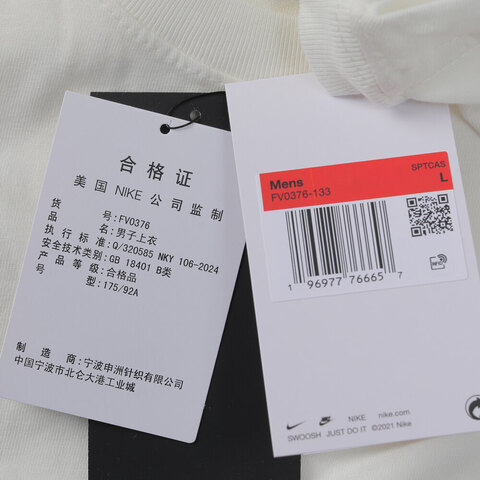 合格证
美国 NIKE 公司监制
货 号: FV0376
品 名: 男子上衣
执行标准: Q/320585 NKY 106-2024
安全技术类别: GB 18401 B类
产品等级: 合格品
号 型: 175/92A
制造商: 宁波申洲针织有限公司
中国宁波市北仑大港工业城
SPTCAS
Mens L
FV0376-133
1 96977 76665 7
NIKE nike.com
SWOOSH JUST DO IT ©2021 Nike